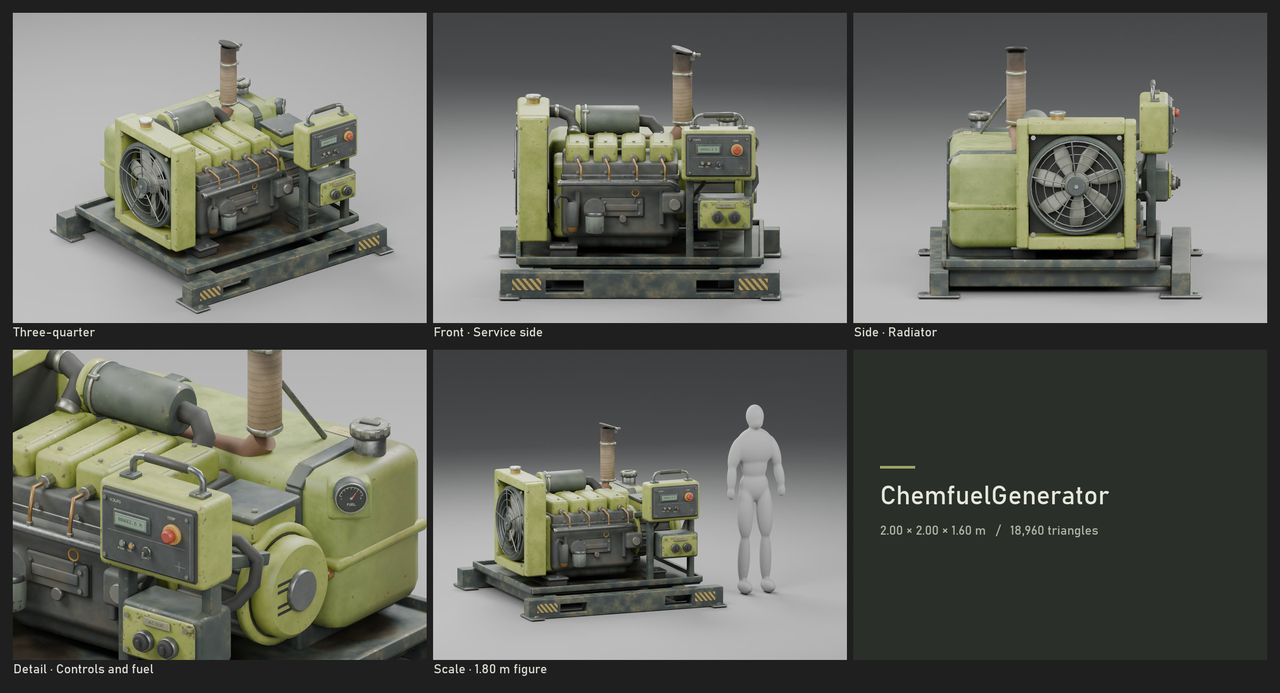 Three-quarter
Front · Service side
Side · Radiator
FUEL
Detail · Controls and fuel
Scale · 1.80 m figure
ChemfuelGenerator
2.00 × 2.00 × 1.60 m / 18,960 triangles